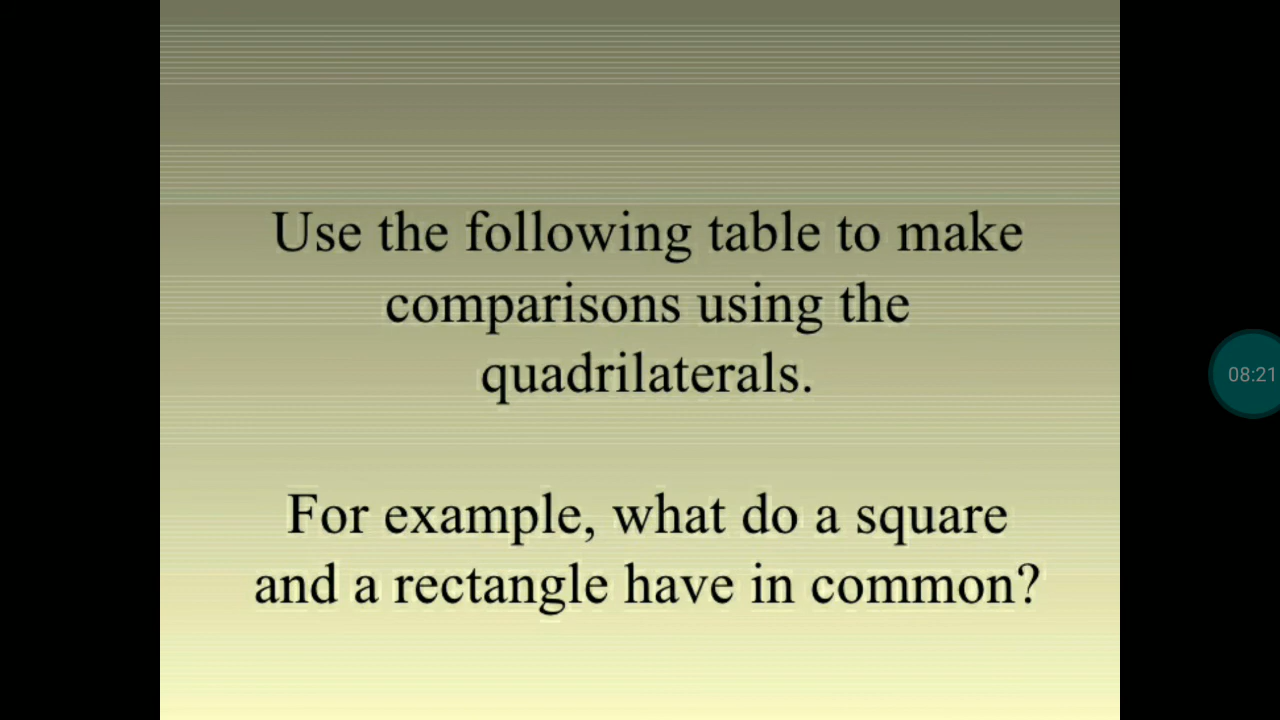 Use the following table to make
comparisons using the
quadrilaterals.
For example, what do a square
and a rectangle have in common?
08:21